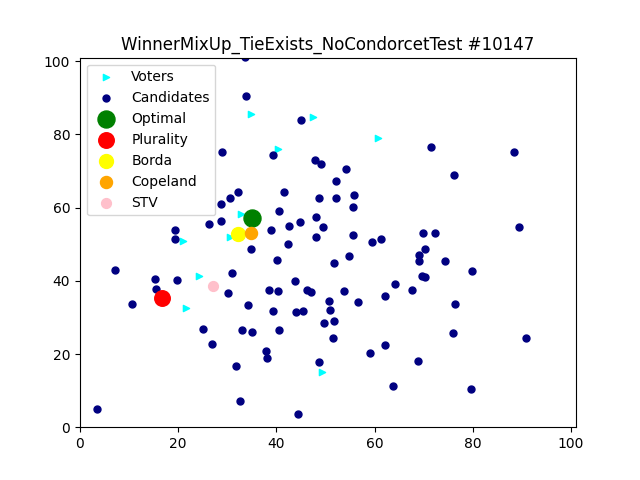 WinnerMixUp_TieExists_NoCondorcetTest #10147
100
80
60
40
20
0
0 20 40 60 80 100
Voters
Candidates
Optimal
Plurality
Borda
Copeland
STV